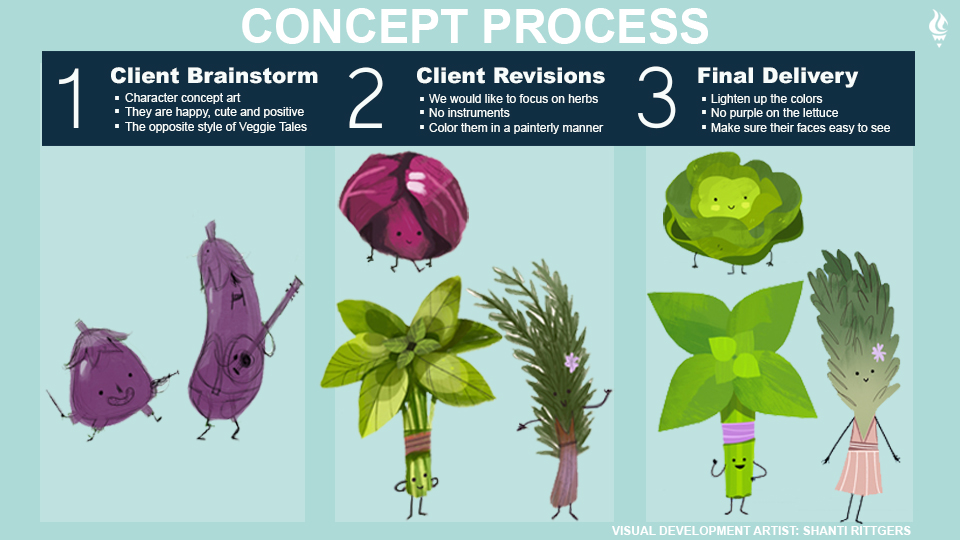 CONCEPT PROCESS
1 Client Brainstorm
▪ Character concept art
▪ They are happy, cute and positive
▪ The opposite style of Veggie Tales
2 Client Revisions
▪ We would like to focus on herbs
▪ No instruments
▪ Color them in a painterly manner
3 Final Delivery
▪ Lighten up the colors
▪ No purple on the lettuce
▪ Make sure their faces easy to see
VISUAL DEVELOPMENT ARTIST: SHANTI RITTGERS